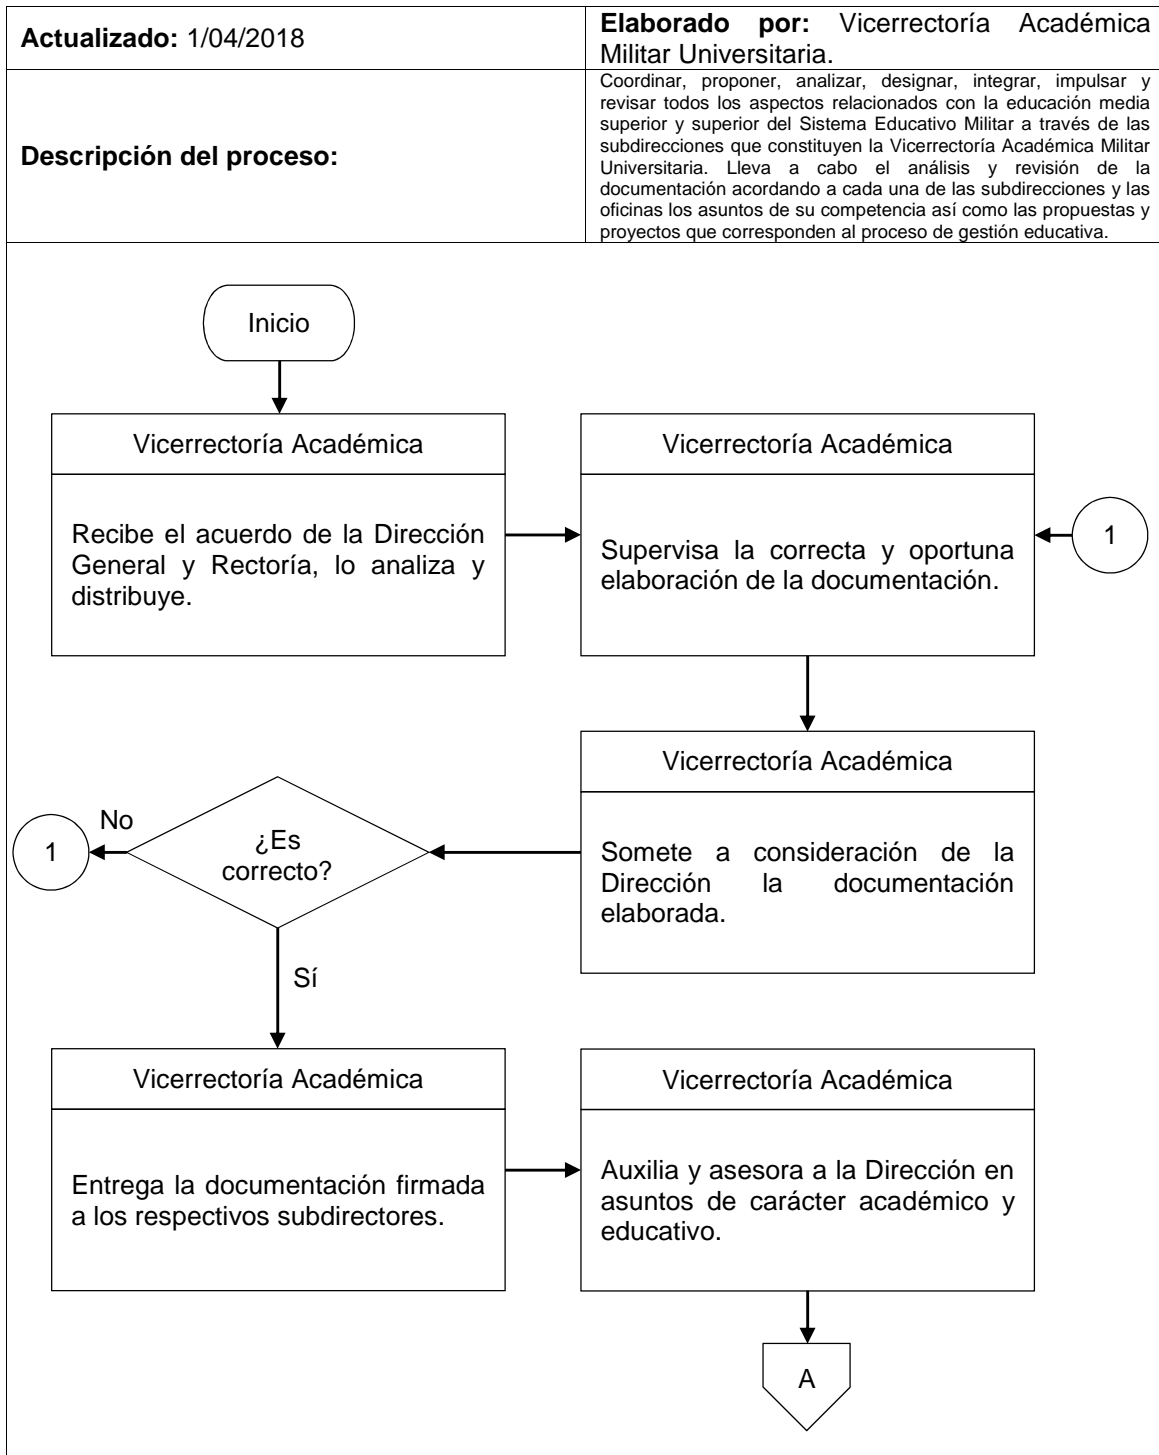 Actualizado: 1/04/2018
Elaborado por: Vicerrectoría Académica
Militar Universitaria.
Descripción del proceso:
Coordinar, proponer, analizar, designar, integrar, impulsar y
revisar todos los aspectos relacionados con la educación media
superior y superior del Sistema Educativo Militar a través de las
subdirecciones que constituyen la Vicerrectoría Académica Militar
Universitaria. Lleva a cabo el análisis y revisión de la
documentación acordando a cada una de las subdirecciones y las
oficinas los asuntos de su competencia así como las propuestas y
proyectos que corresponden al proceso de gestión educativa.
Inicio
Vicerrectoría Académica
Recibe el acuerdo de la Dirección
General y Rectoría, lo analiza y
distribuye.
Vicerrectoría Académica
Supervisa la correcta y oportuna
elaboración de la documentación.
1
Vicerrectoría Académica
Somete a consideración de la
Dirección la documentación
elaborada.
¿Es
correcto?
No
1
Sí
Vicerrectoría Académica
Entrega la documentación firmada
a los respectivos subdirectores.
Vicerrectoría Académica
Auxilia y asesora a la Dirección en
asuntos de carácter académico y
educativo.
A